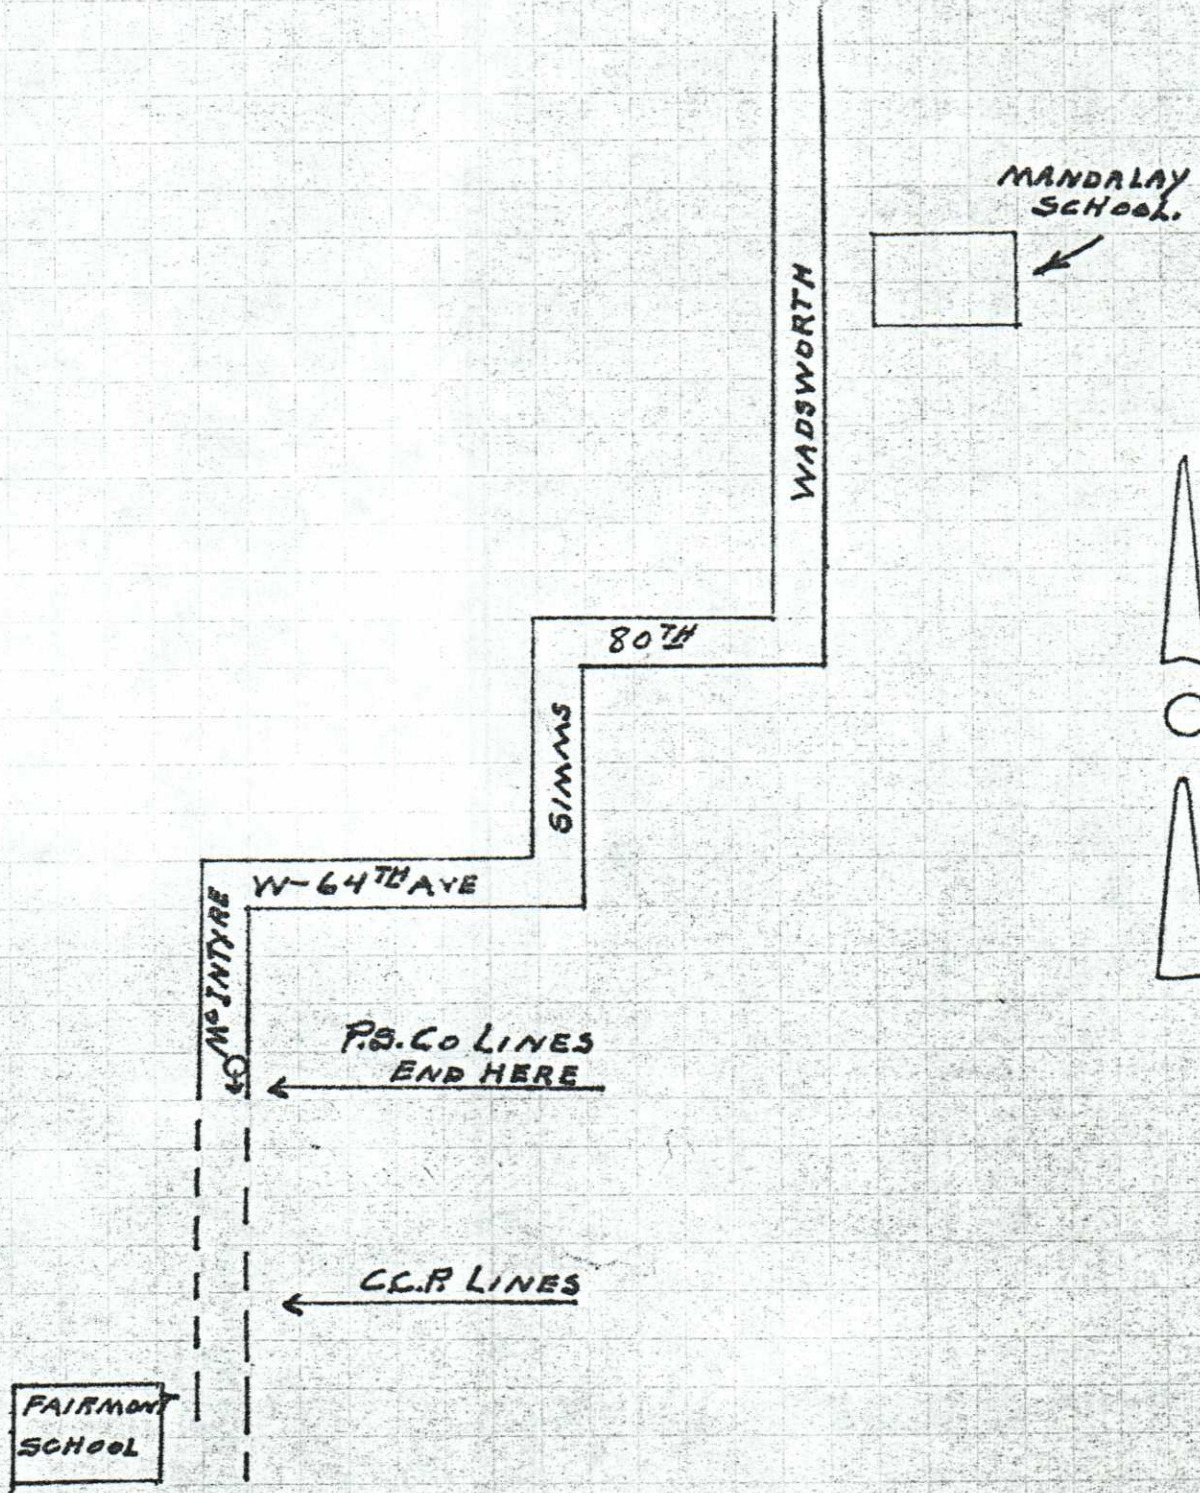 MANDALAY
SCHOOL.
WADSWORTH
80TH
SIMMS
W-64TH AVE
McINTYRE
P.S.Co LINES
END HERE
C.C.P. LINES
FAIRMONT
SCHOOL